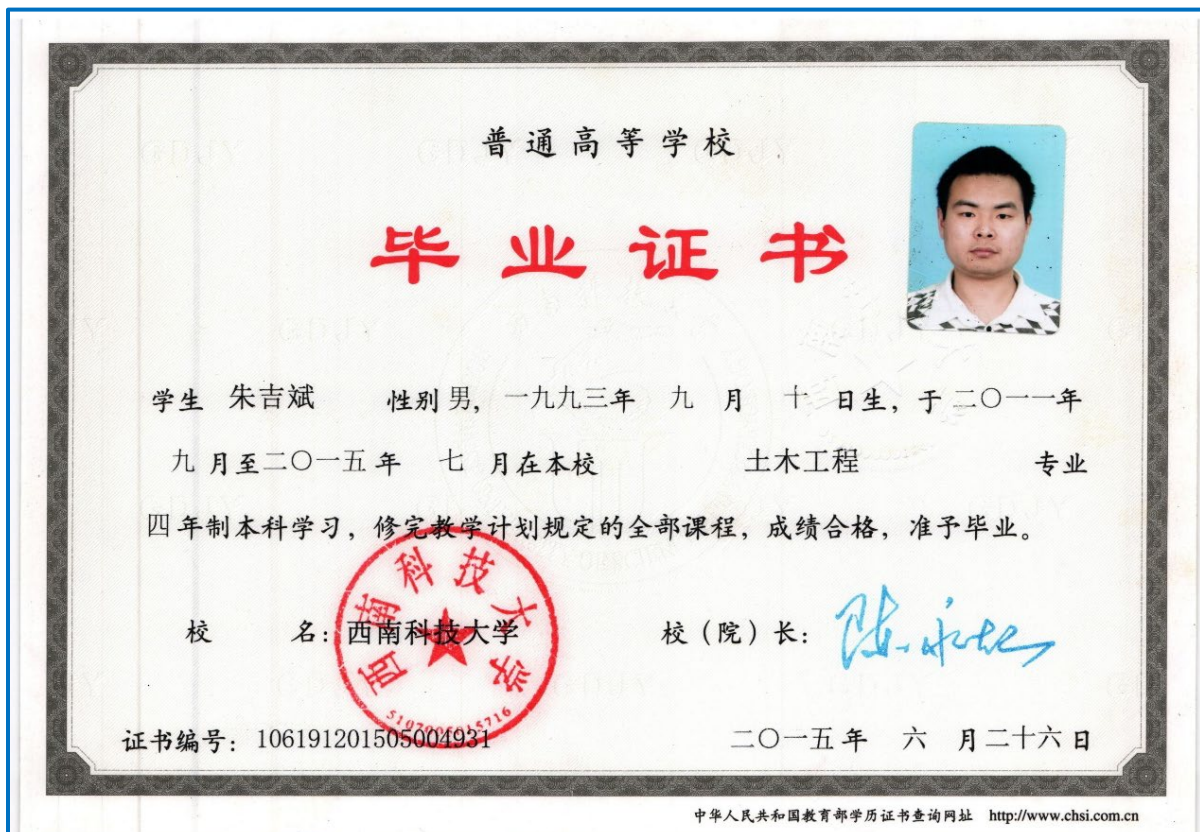 普通高等学校
毕业证书
学生 朱吉斌 性别 男, 一九九三年 九 月 十 日生, 于 二〇一一年
九 月至二〇一五 年 七 月在本校 土木工程 专业
四 年制本科学习, 修完教学计划规定的全部课程, 成绩合格, 准予毕业。
校 名: 西南科技大学 校(院)长:
西南科技大学
证书编号: 106191201505004931 二〇一五 年 六 月 二十六 日
中华人民共和国教育部学历证书查询网址 http://www.chsi.com.cn